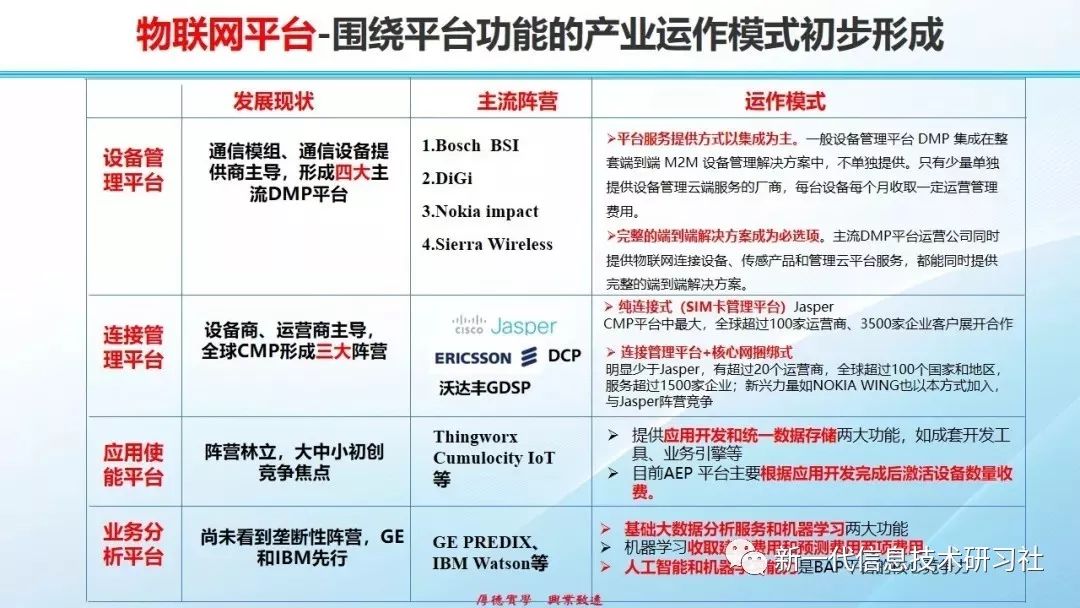 物联网平台-围绕平台功能的产业运作模式初步形成
发展现状
主流阵营
运作模式
设备管
理平台
通信模组、通信设备提
供商主导，形成四大主
流DMP平台
1.Bosch BSI
2.DiGi
3.Nokia impact
4.Sierra Wireless
➢平台服务提供方式以集成为主。一般设备管理平台 DMP 集成在整
套端到端 M2M 设备管理解决方案中，不单独提供。只有少量单独
提供设备管理云端服务的厂商，每台设备每个月收取一定运营管理
费用。
➢完整的端到端解决方案成为必选项。主流DMP平台运营公司同时
提供物联网连接设备、传感产品和管理云平台服务，都能同时提供
完整的端到端解决方案。
连接管
理平台
设备商、运营商主导，
全球CMP形成三大阵营
CISCO Jasper
ERICSSON DCP
沃达丰GDSP
➢ 纯连接式（SIM卡管理平台）Jasper
CMP平台中最大，全球超过100家运营商、3500家企业客户展开合作
➢ 连接管理平台+核心网捆绑式
明显少于Jasper，有超过20个运营商，全球超过100个国家和地区，
服务超过1500家企业；新兴力量如NOKIA WING也以本方式加入，
与Jasper阵营竞争
应用使
能平台
阵营林立，大中小初创
竞争焦点
Thingworx
Cumulocity IoT
等
➢ 提供应用开发和统一数据存储两大功能，如成套开发工
具、业务引擎等
➢ 目前AEP 平台主要根据应用开发完成后激活设备数量收
费。
业务分
析平台
尚未看到垄断性阵营，GE
和IBM先行
GE PREDIX、
IBM Watson等
➢ 基础大数据分析服务和机器学习两大功能
➢ 机器学习收取费用和预测费用两项费用
➢ 人工智能和机器学能力是BAP平台的核心竞争力
新一代信息技术研习社
厚德實學 興業致遠